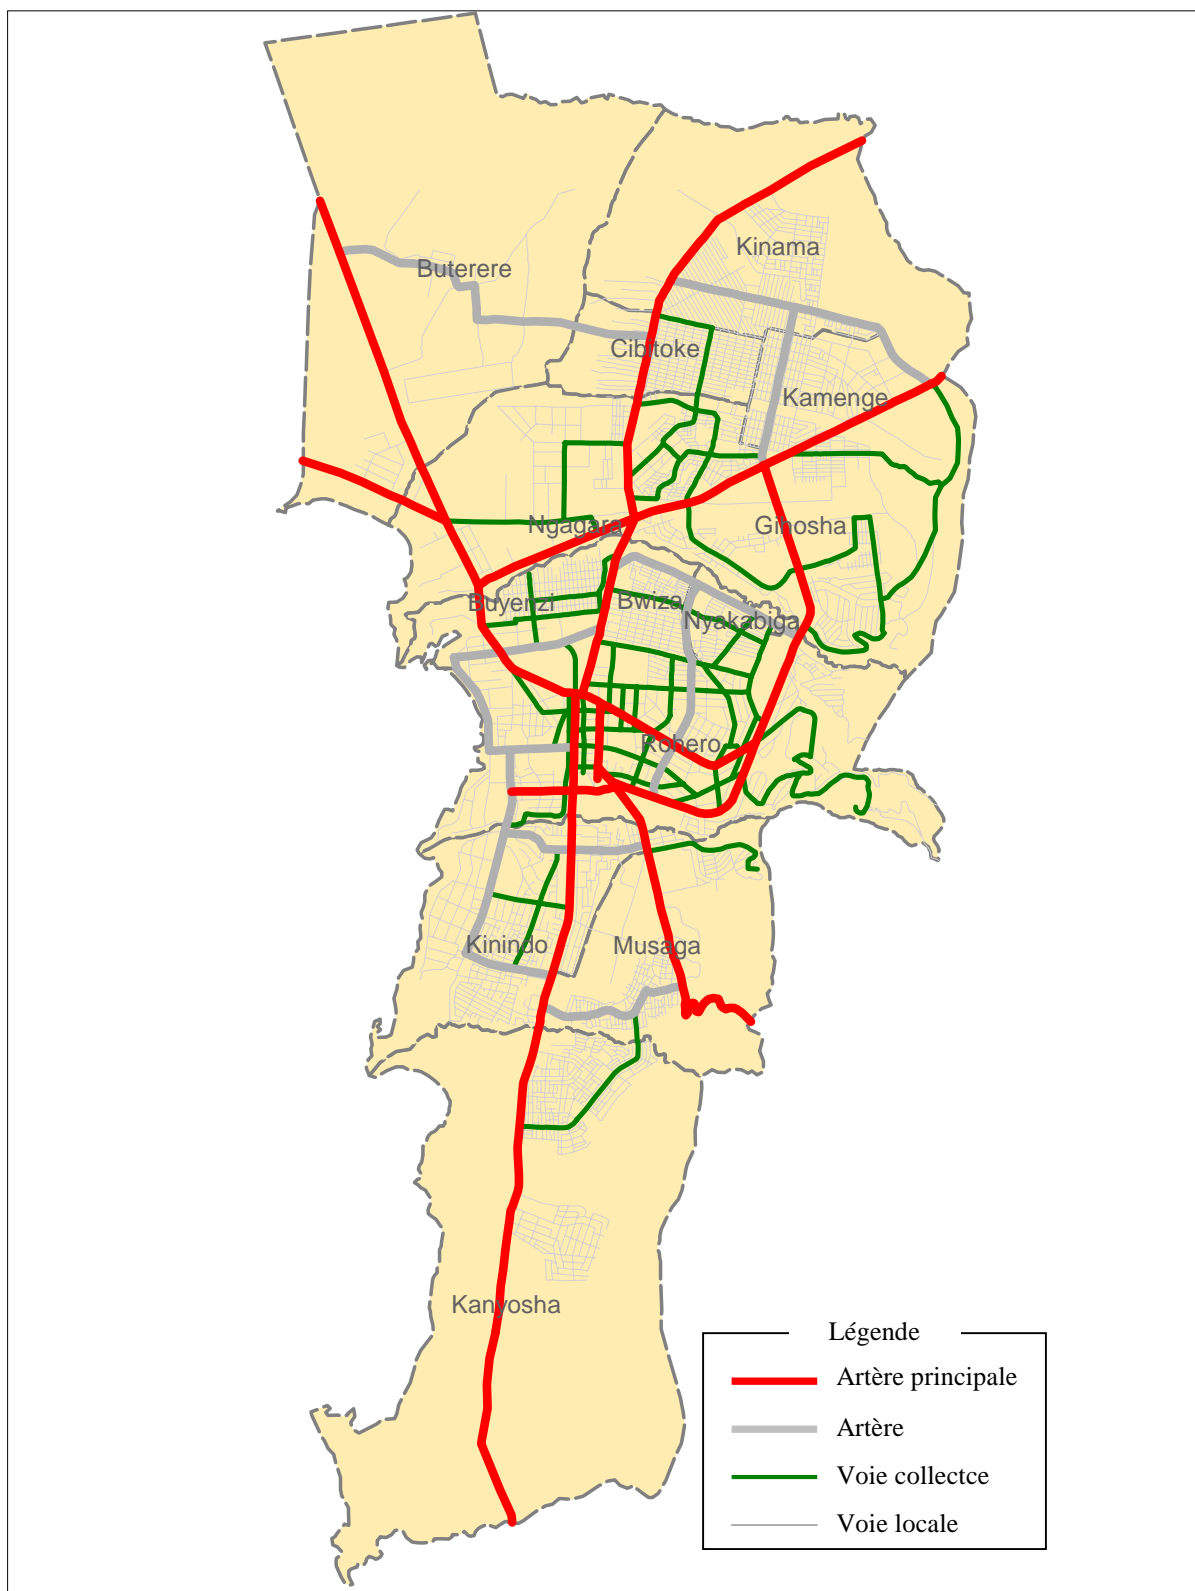 Kinama
Buterere
Cibitoke
Kamenge
Ngagara
Gihosha
Buyenzi
Bwiza
Nyakabiga
Rohero
Kinindo
Musaga
Kanyosha
Légende
Artère principale
Artère
Voie collectce
Voie locale